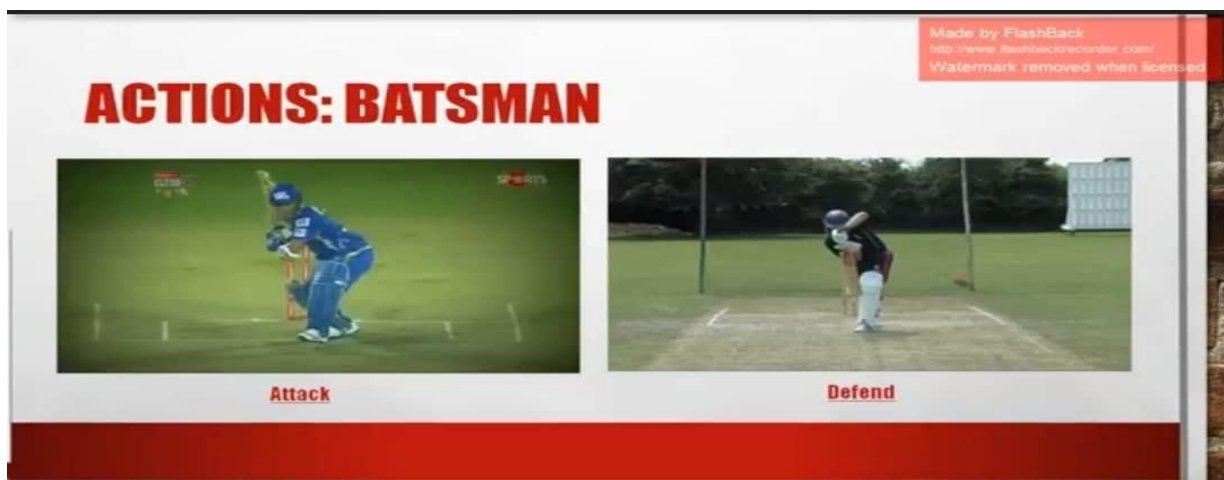 Made by FlashBack
http://www.flashbackrecorder.com/
Watermark removed when licensed
ACTIONS: BATSMAN
SPORTS
Attack
Defend